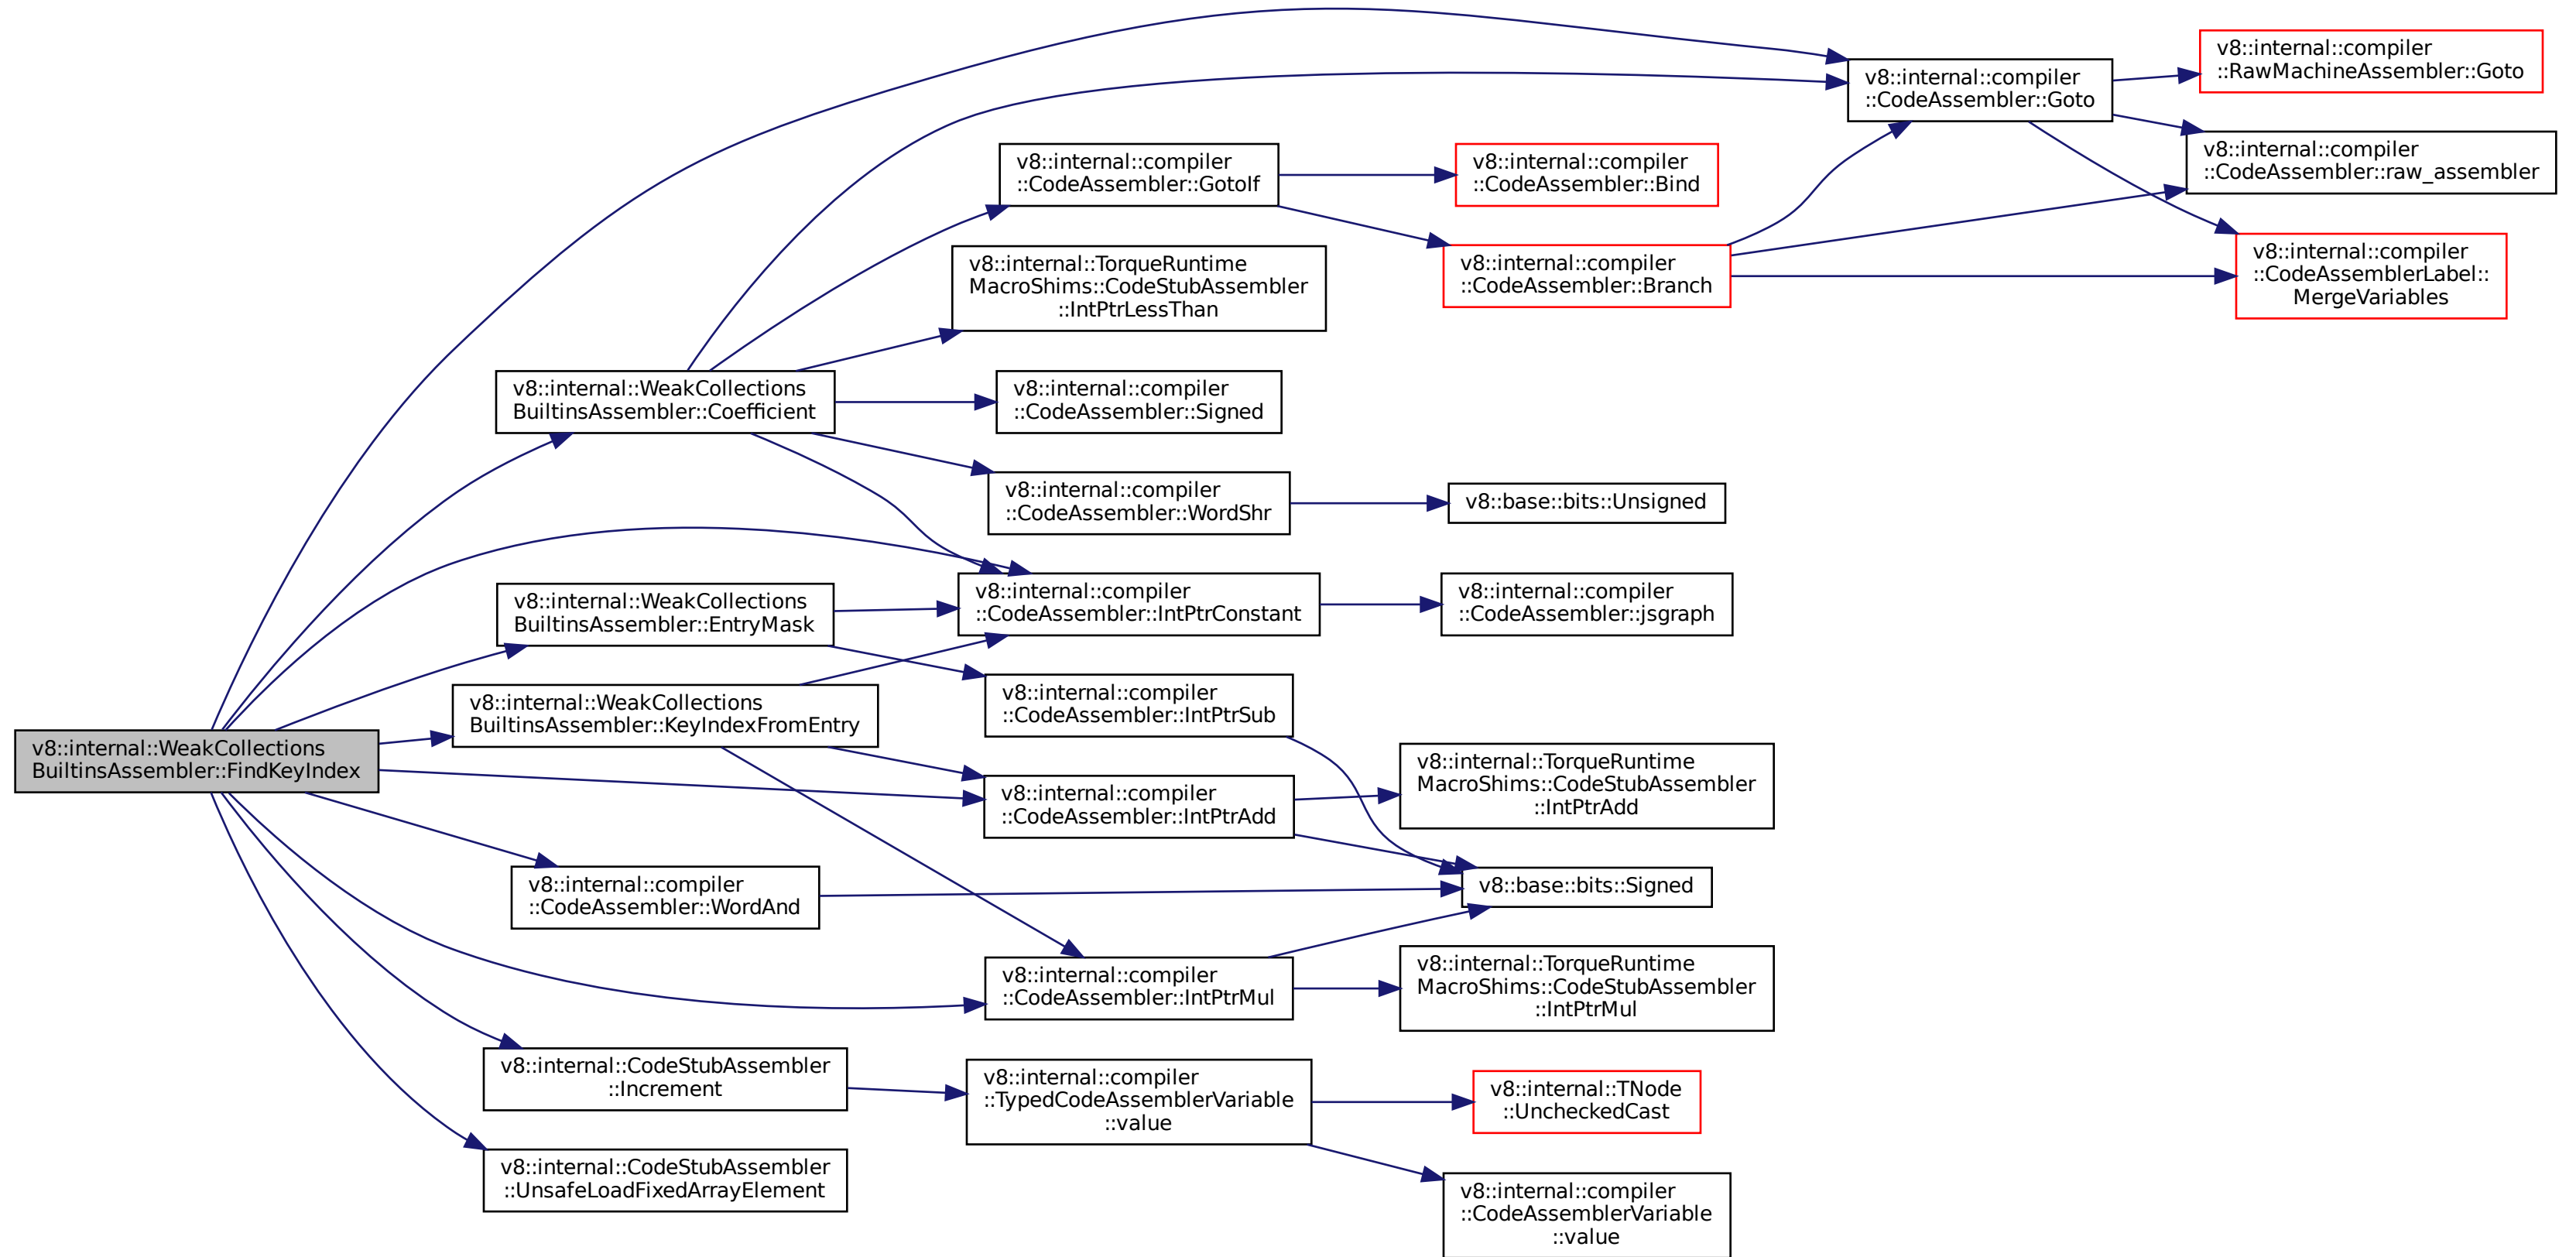 v8::internal::WeakCollections
BuiltinsAssembler::FindKeyIndex
v8::internal::WeakCollections
BuiltinsAssembler::Coefficient
v8::internal::WeakCollections
BuiltinsAssembler::EntryMask
v8::internal::WeakCollections
BuiltinsAssembler::KeyIndexFromEntry
v8::internal::compiler
::CodeAssembler::WordAnd
v8::internal::CodeStubAssembler
::Increment
v8::internal::CodeStubAssembler
::UnsafeLoadFixedArrayElement
v8::internal::compiler
::CodeAssembler::GotoIf
v8::internal::TorqueRuntime
MacroShims::CodeStubAssembler
::IntPtrLessThan
v8::internal::compiler
::CodeAssembler::Signed
v8::internal::compiler
::CodeAssembler::WordShr
v8::internal::compiler
::CodeAssembler::IntPtrConstant
v8::internal::compiler
::CodeAssembler::IntPtrSub
v8::internal::compiler
::CodeAssembler::IntPtrAdd
v8::internal::compiler
::CodeAssembler::IntPtrMul
v8::internal::compiler
::TypedCodeAssemblerVariable
::value
v8::internal::compiler
::CodeAssembler::Bind
v8::internal::compiler
::CodeAssembler::Branch
v8::base::bits::Unsigned
v8::internal::compiler
::CodeAssembler::jsgraph
v8::internal::TorqueRuntime
MacroShims::CodeStubAssembler
::IntPtrAdd
v8::base::bits::Signed
v8::internal::TorqueRuntime
MacroShims::CodeStubAssembler
::IntPtrMul
v8::internal::TNode
::UncheckedCast
v8::internal::compiler
::CodeAssemblerVariable
::value
v8::internal::compiler
::CodeAssembler::Goto
v8::internal::compiler
::RawMachineAssembler::Goto
v8::internal::compiler
::CodeAssembler::raw_assembler
v8::internal::compiler
::CodeAssemblerLabel::
MergeVariables